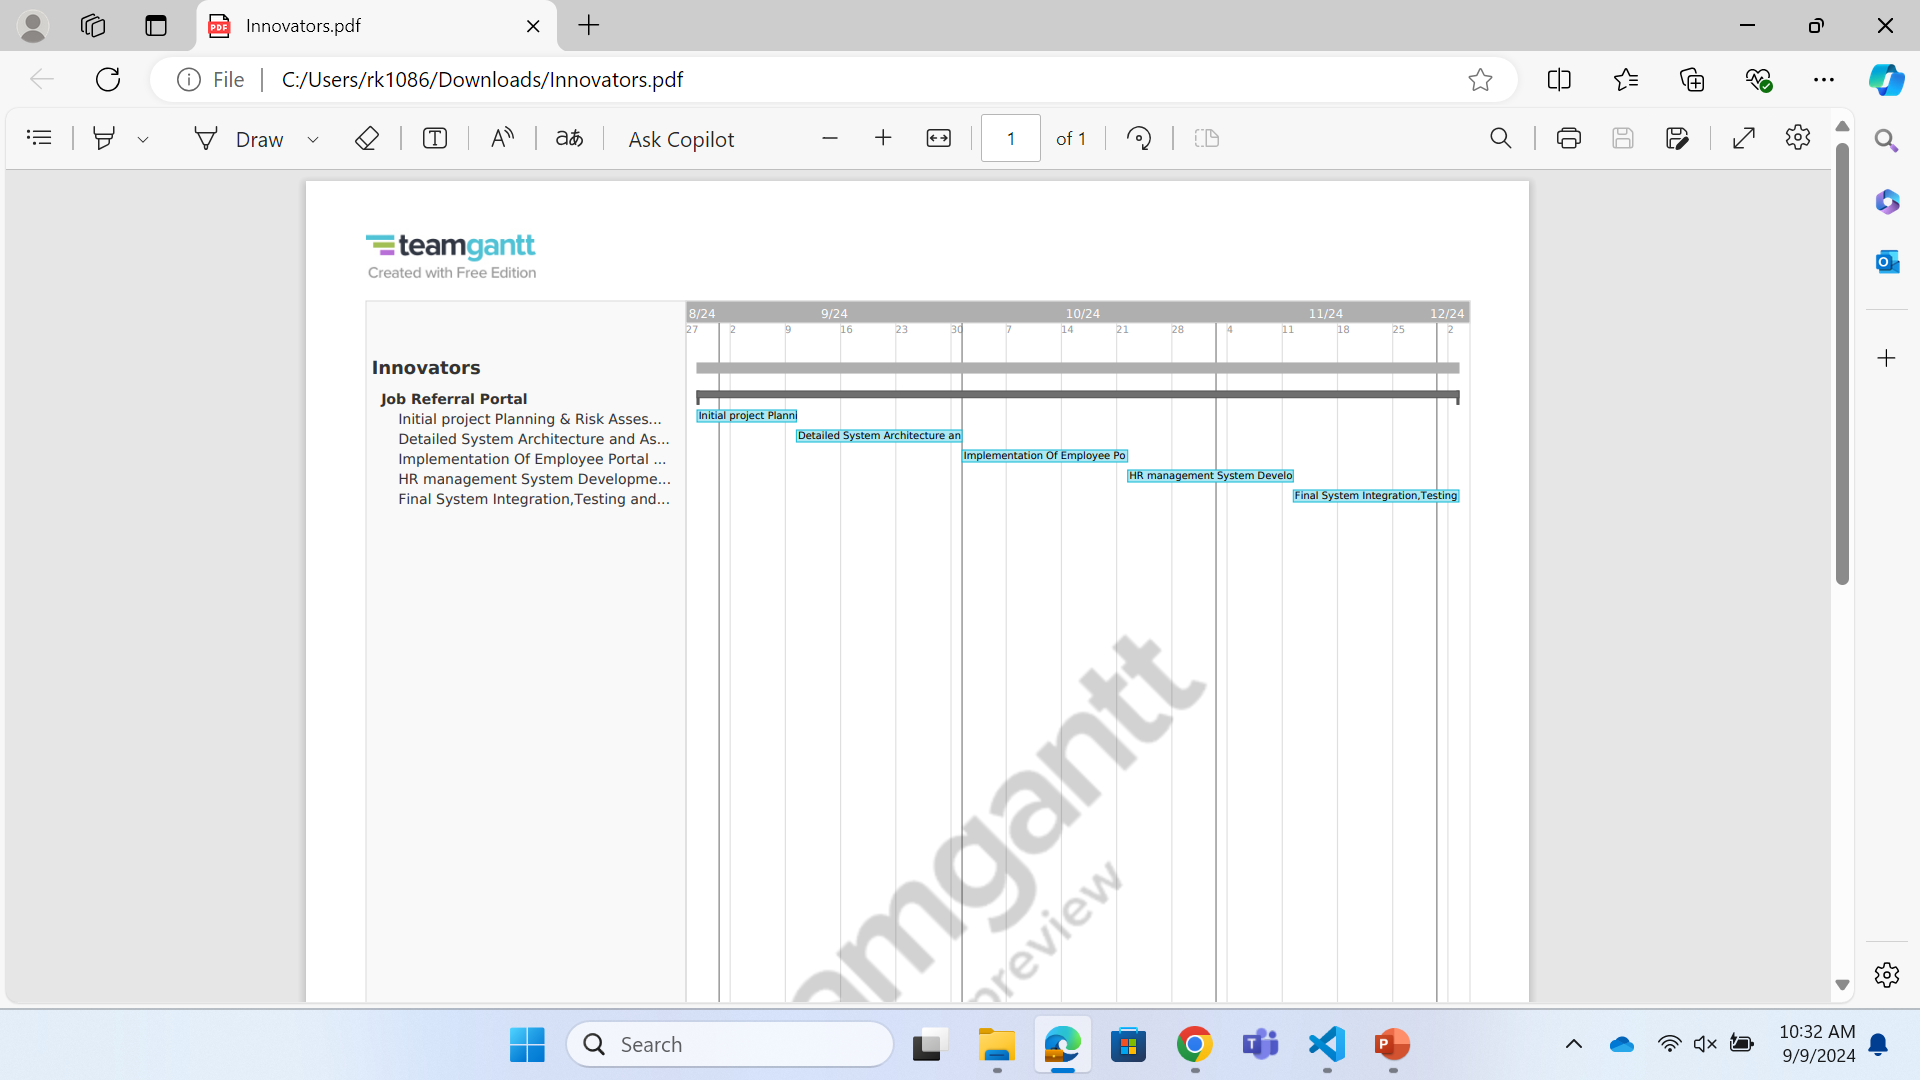 Innovators.pdf
File C:/Users/rk1086/Downloads/Innovators.pdf
Draw aあ Ask Copilot 1 of 1
teamgantt
Created with Free Edition
8/24 9/24 10/24 11/24 12/24
27 2 9 16 23 30 7 14 21 28 4 11 18 25 2
Innovators
Job Referral Portal
Initial project Planning & Risk Asses... Initial project Planni
Detailed System Architecture and As... Detailed System Architecture an
Implementation Of Employee Portal ... Implementation Of Employee Po
HR management System Developme... HR management System Develo
Final System Integration,Testing and... Final System Integration,Testing
amgantt
preview
Search 10:32 AM
9/9/2024